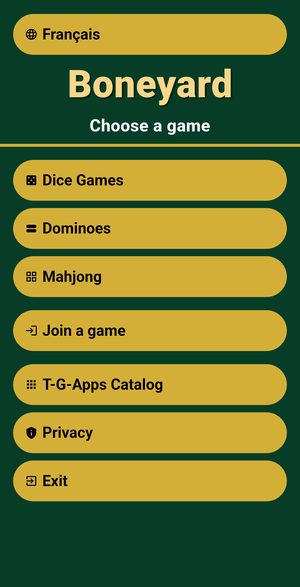 Français
Boneyard
Choose a game
Dice Games
Dominoes
Mahjong
Join a game
T-G-Apps Catalog
Privacy
Exit